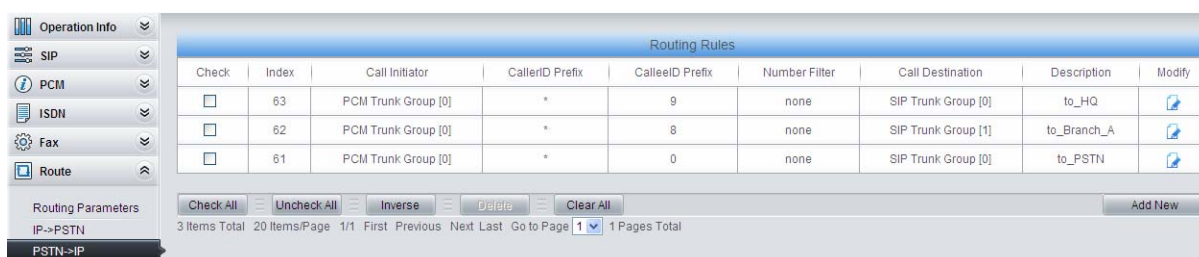 Operation Info
SIP
PCM
ISDN
Fax
Route
Routing Parameters
IP->PSTN
PSTN->IP
Routing Rules
Check Index Call Initiator CallerID Prefix CalleeID Prefix Number Filter Call Destination Description Modify
63 PCM Trunk Group [0] * 9 none SIP Trunk Group [0] to_HQ
62 PCM Trunk Group [0] * 8 none SIP Trunk Group [1] to_Branch_A
61 PCM Trunk Group [0] * 0 none SIP Trunk Group [0] to_PSTN
Check All Uncheck All Inverse Delete Clear All Add New
3 Items Total 20 Items/Page 1/1 First Previous Next Last Go to Page 1 1 Pages Total